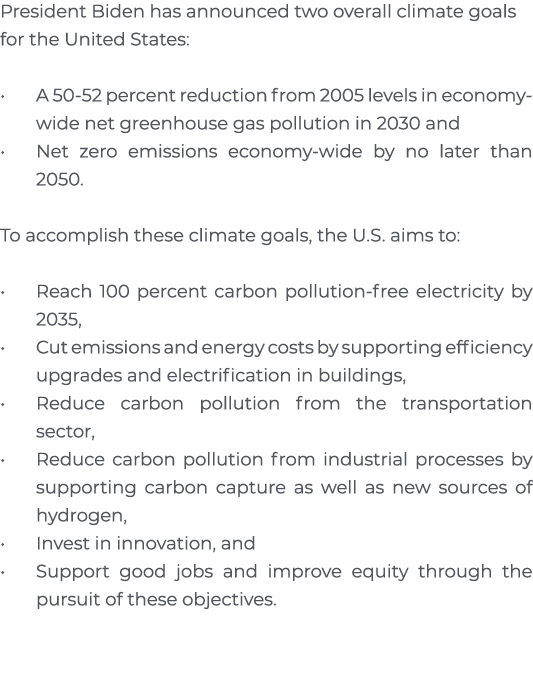 President Biden has announced two overall climate goals
for the United States:
• A 50-52 percent reduction from 2005 levels in economy-
wide net greenhouse gas pollution in 2030 and
• Net zero emissions economy-wide by no later than
2050.
To accomplish these climate goals, the U.S. aims to:
• Reach 100 percent carbon pollution-free electricity by
2035,
• Cut emissions and energy costs by supporting efficiency
upgrades and electrification in buildings,
• Reduce carbon pollution from the transportation
sector,
• Reduce carbon pollution from industrial processes by
supporting carbon capture as well as new sources of
hydrogen,
• Invest in innovation, and
• Support good jobs and improve equity through the
pursuit of these objectives.